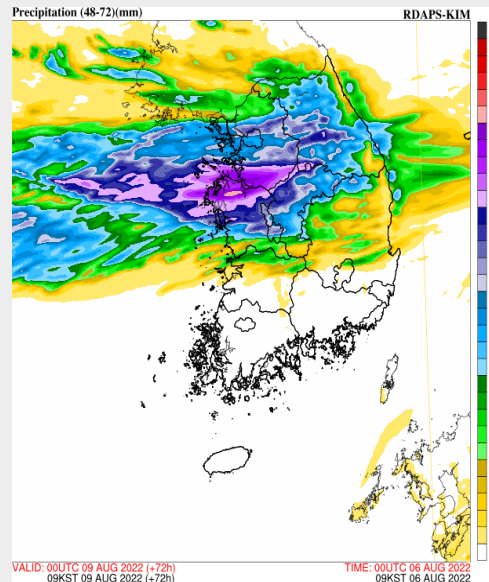 Precipitation (48-72)(mm) RDAPS-KIM
VALID: 00UTC 09 AUG 2022 (+72h) TIME: 00UTC 06 AUG 2022
09KST 09 AUG 2022 (+72h) 09KST 06 AUG 2022